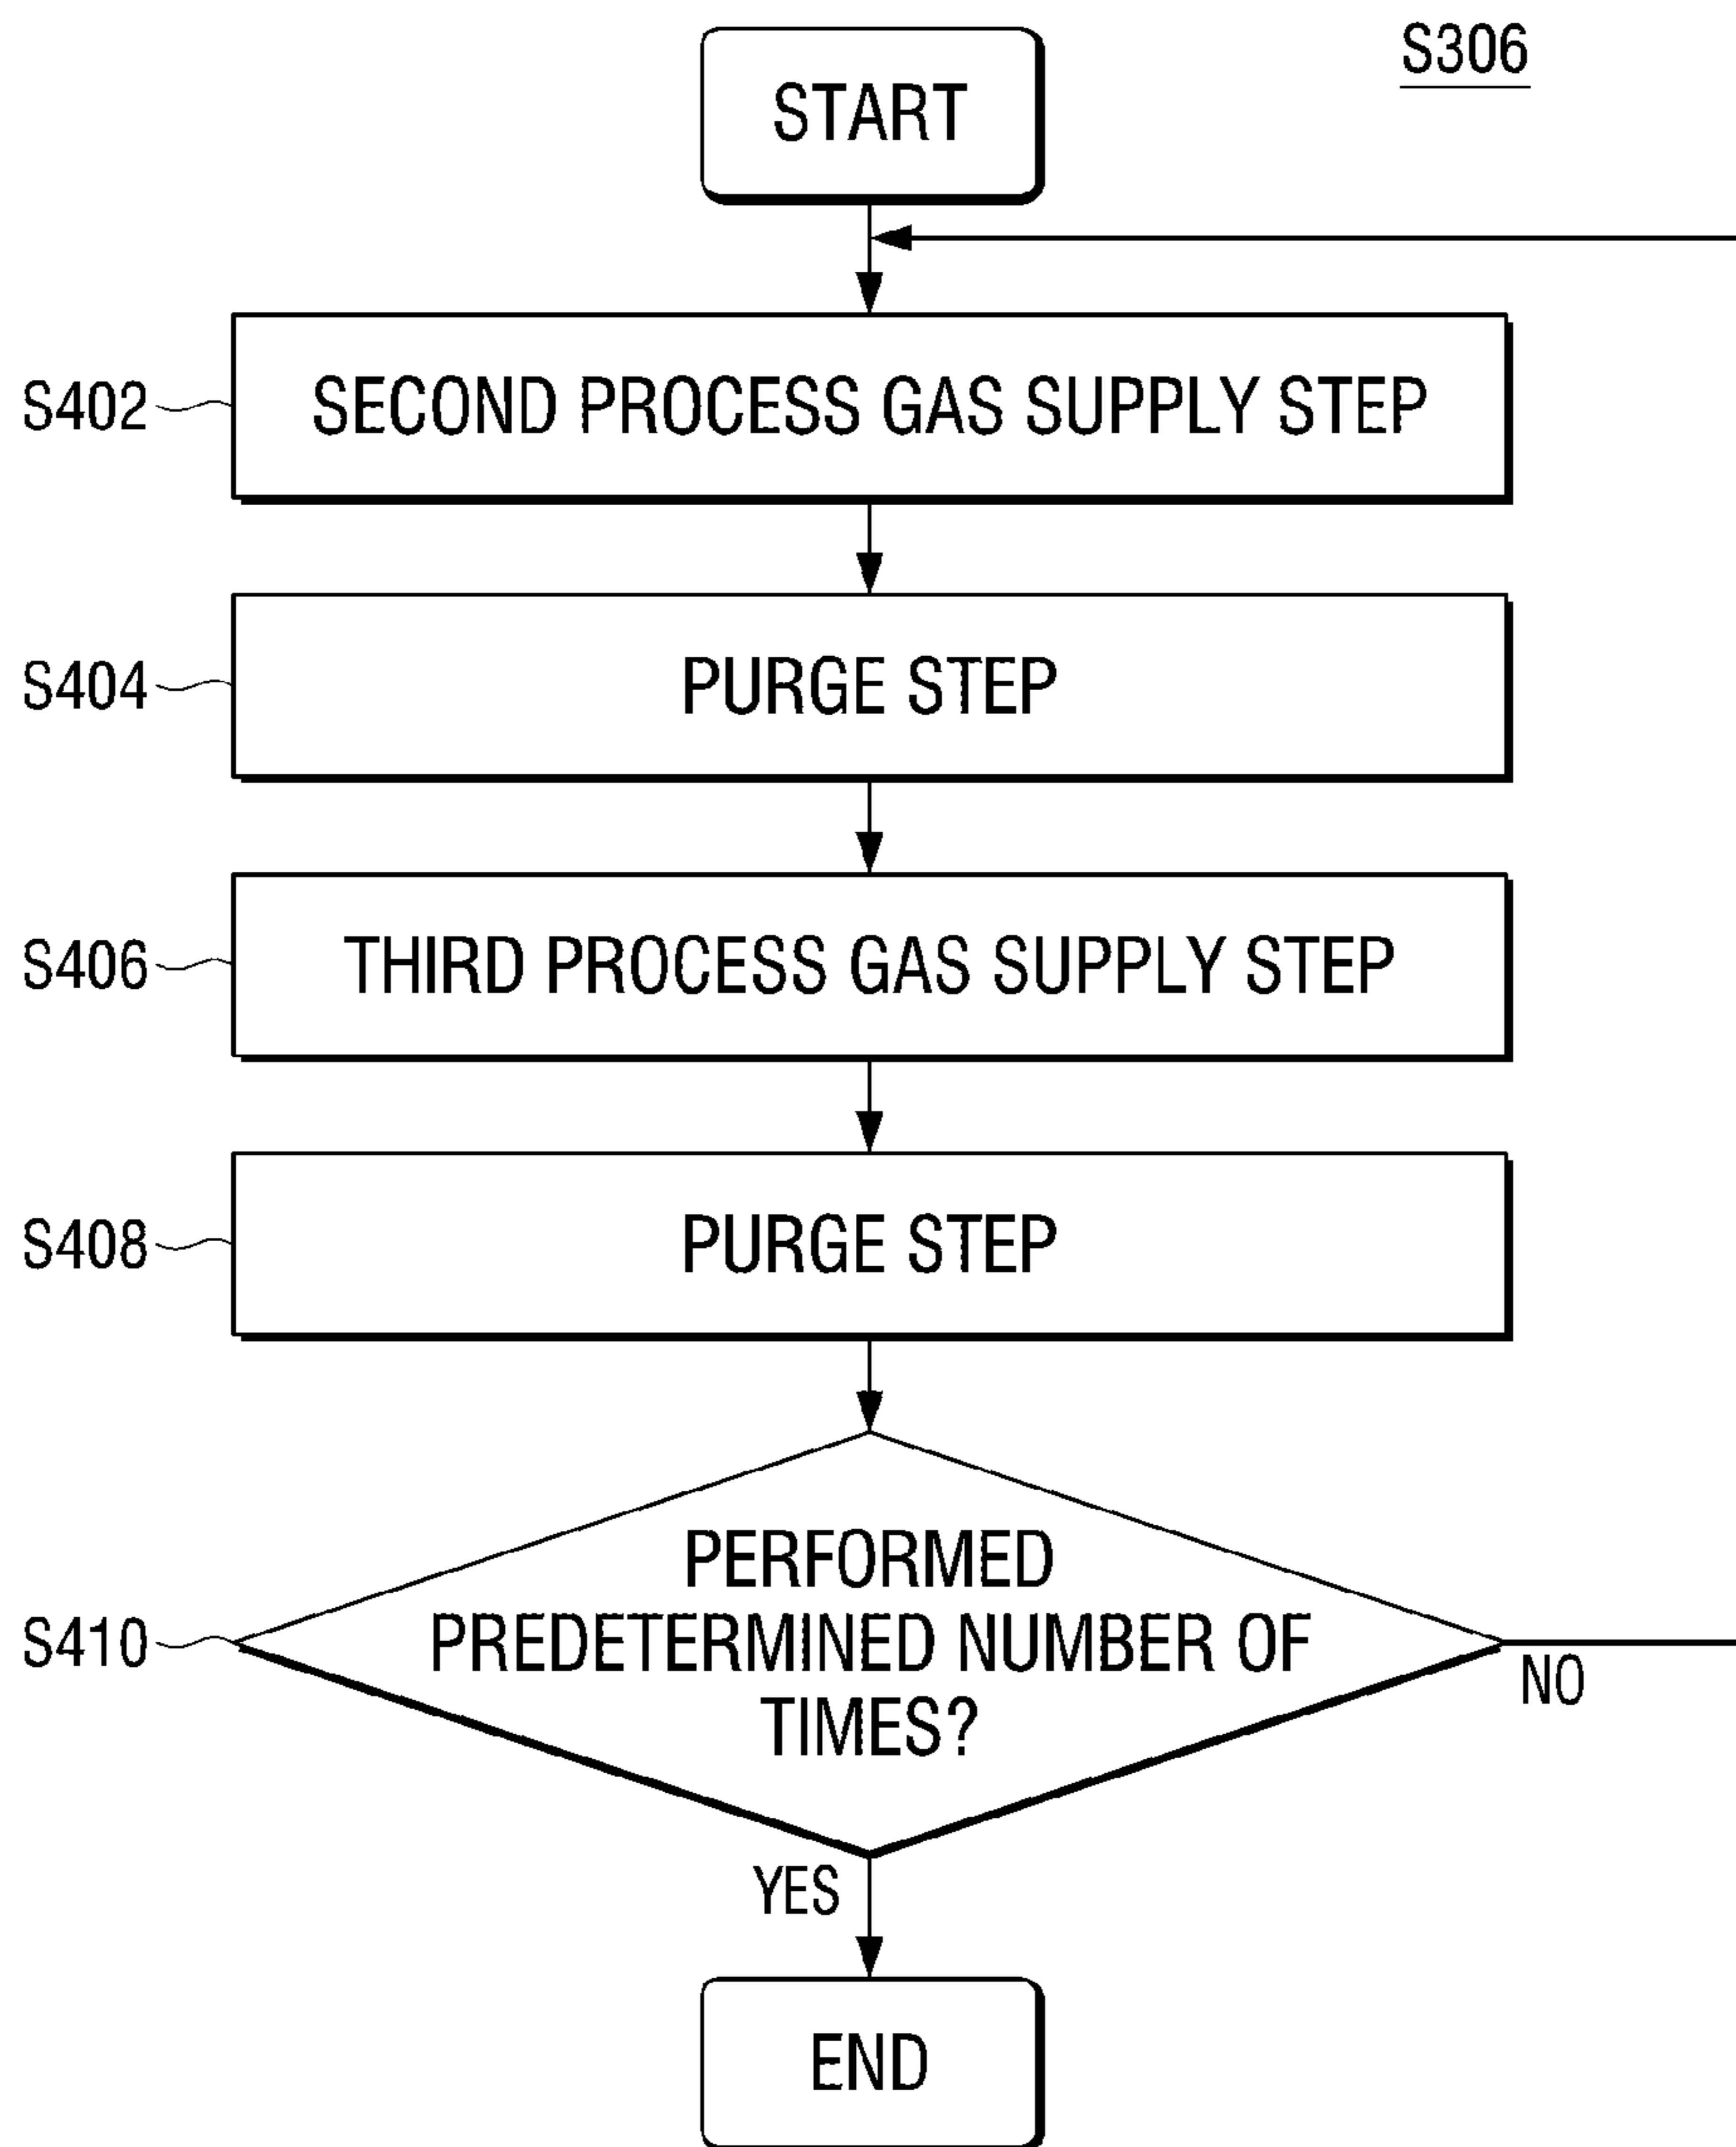 S306
START
S402
SECOND PROCESS GAS SUPPLY STEP
S404
PURGE STEP
S406
THIRD PROCESS GAS SUPPLY STEP
S408
PURGE STEP
S410
PERFORMED
PREDETERMINED NUMBER OF
TIMES?
NO
YES
END